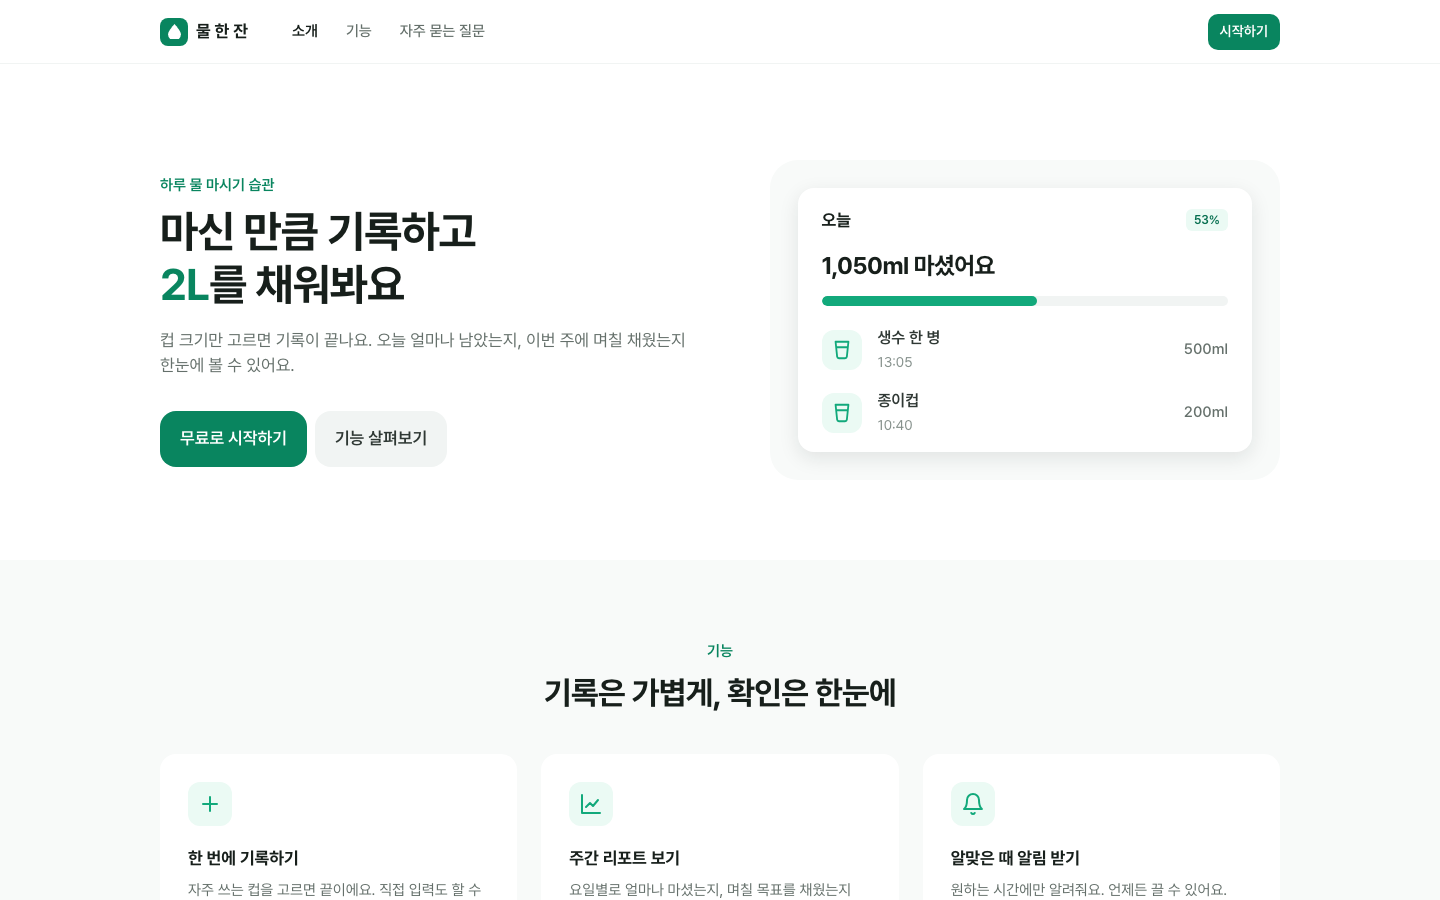 물 한 잔
소개
기능
자주 묻는 질문
시작하기
하루 물 마시기 습관
마신 만큼 기록하고
2L를 채워봐요
컵 크기만 고르면 기록이 끝나요. 오늘 얼마나 남았는지, 이번 주에 며칠 채웠는지
한눈에 볼 수 있어요.
무료로 시작하기
기능 살펴보기
오늘
53%
1,050ml 마셨어요
생수 한 병
13:05
500ml
종이컵
10:40
200ml
기능
기록은 가볍게, 확인은 한눈에
한 번에 기록하기
자주 쓰는 컵을 고르면 끝이에요. 직접 입력도 할 수
주간 리포트 보기
요일별로 얼마나 마셨는지, 며칠 목표를 채웠는지
알맞은 때 알림 받기
원하는 시간에만 알려줘요. 언제든 끌 수 있어요.